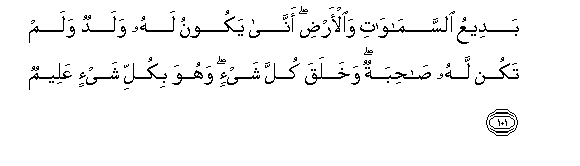 بَدِيعُ ٱلسَّمَـٰوَٰتِ وَٱلْأَرْضِ ۖ أَنَّىٰ يَكُونُ لَهُۥ وَلَدٌ وَلَمْ
تَكُن لَّهُۥ صَـٰحِبَةٌ ۖ وَخَلَقَ كُلَّ شَىْءٍ ۖ وَهُوَ بِكُلِّ شَىْءٍ عَلِيمٌ
١٠١